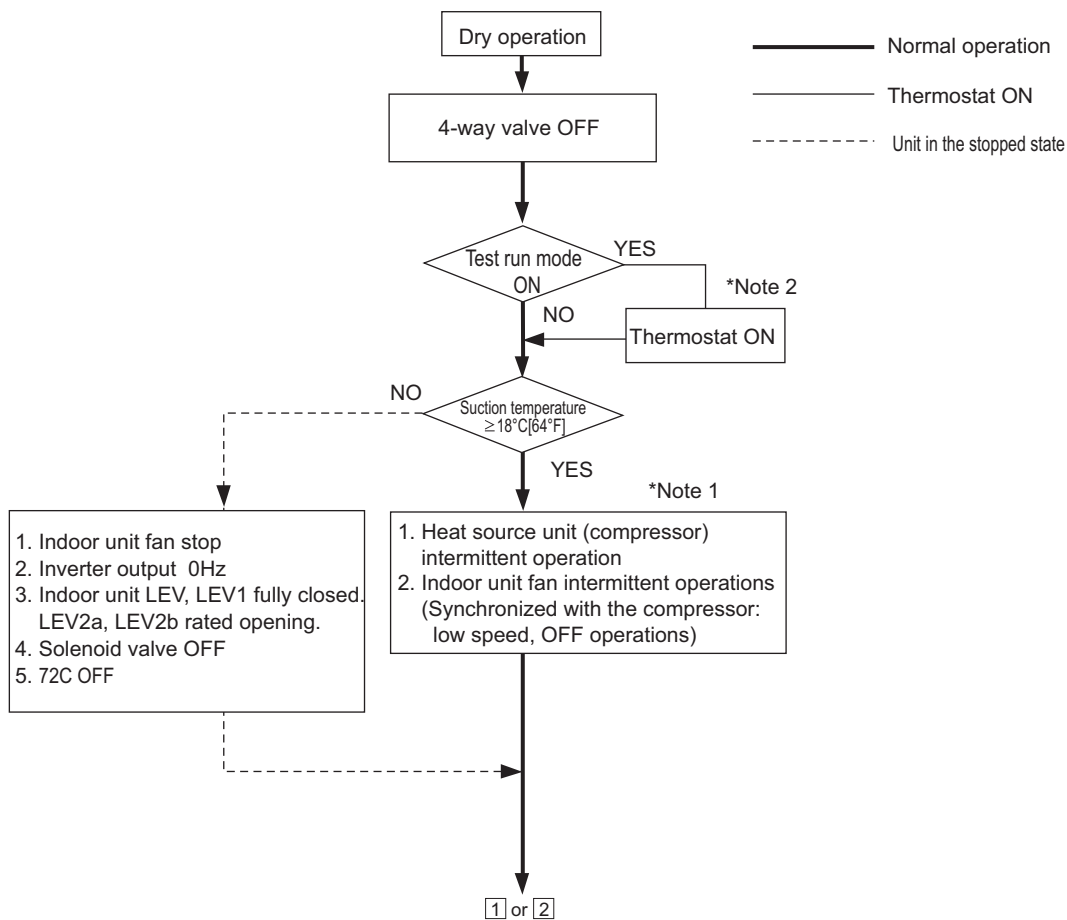 Dry operation
Normal operation
Thermostat ON
Unit in the stopped state
4-way valve OFF
Test run mode
ON
YES
*Note 2
NO
Thermostat ON
NO
Suction temperature
≥18°C[64°F]
YES
*Note 1
1. Indoor unit fan stop
2. Inverter output 0Hz
3. Indoor unit LEV, LEV1 fully closed.
LEV2a, LEV2b rated opening.
4. Solenoid valve OFF
5. 72C OFF
1. Heat source unit (compressor)
intermittent operation
2. Indoor unit fan intermittent operations
(Synchronized with the compressor:
low speed, OFF operations)
1 or 2